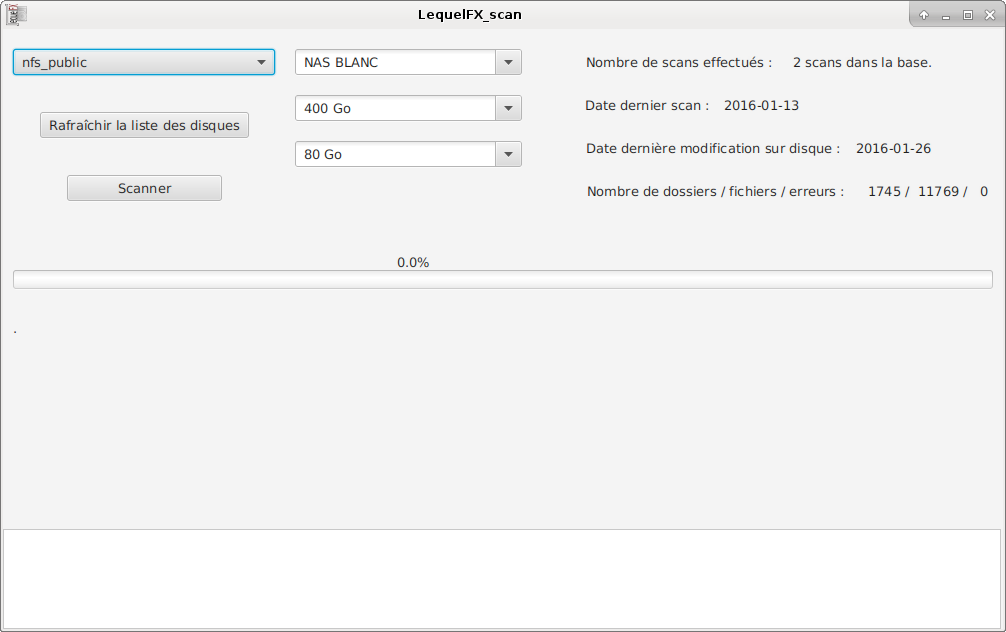 LequelFX_scan
nfs_public
NAS BLANC
Nombre de scans effectués : 2 scans dans la base.
400 Go
Date dernier scan : 2016-01-13
Rafraîchir la liste des disques
80 Go
Date dernière modification sur disque : 2016-01-26
Scanner
Nombre de dossiers / fichiers / erreurs : 1745 / 11769 / 0
0.0%
.